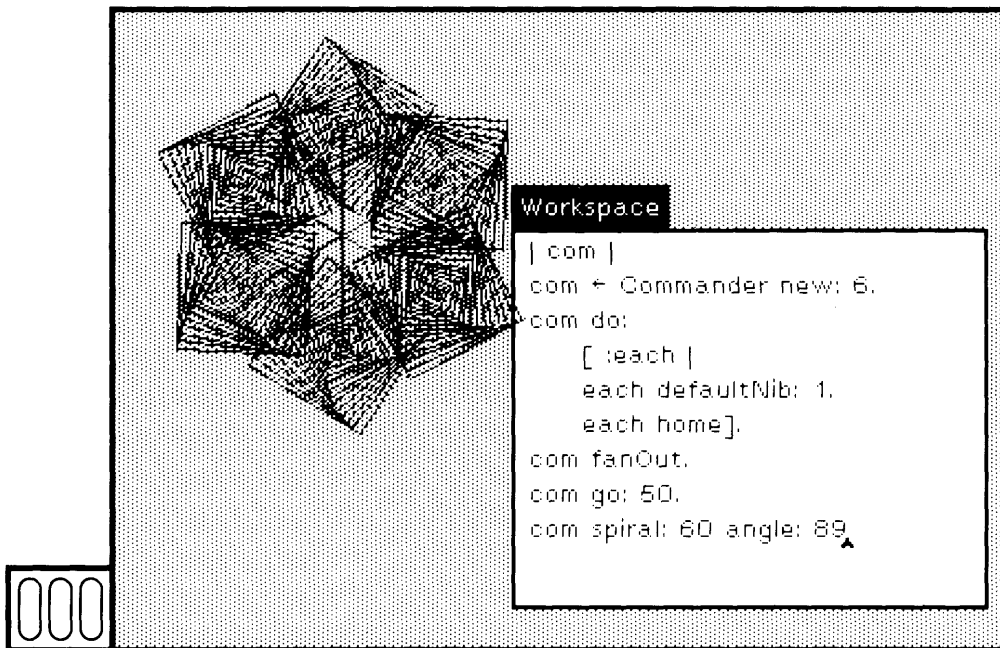 Workspace
| com |
com ← Commander new: 6.
com do:
[ :each |
each defaultNib: 1.
each home].
com fanOut.
com go: 50.
com spiral: 60 angle: 89